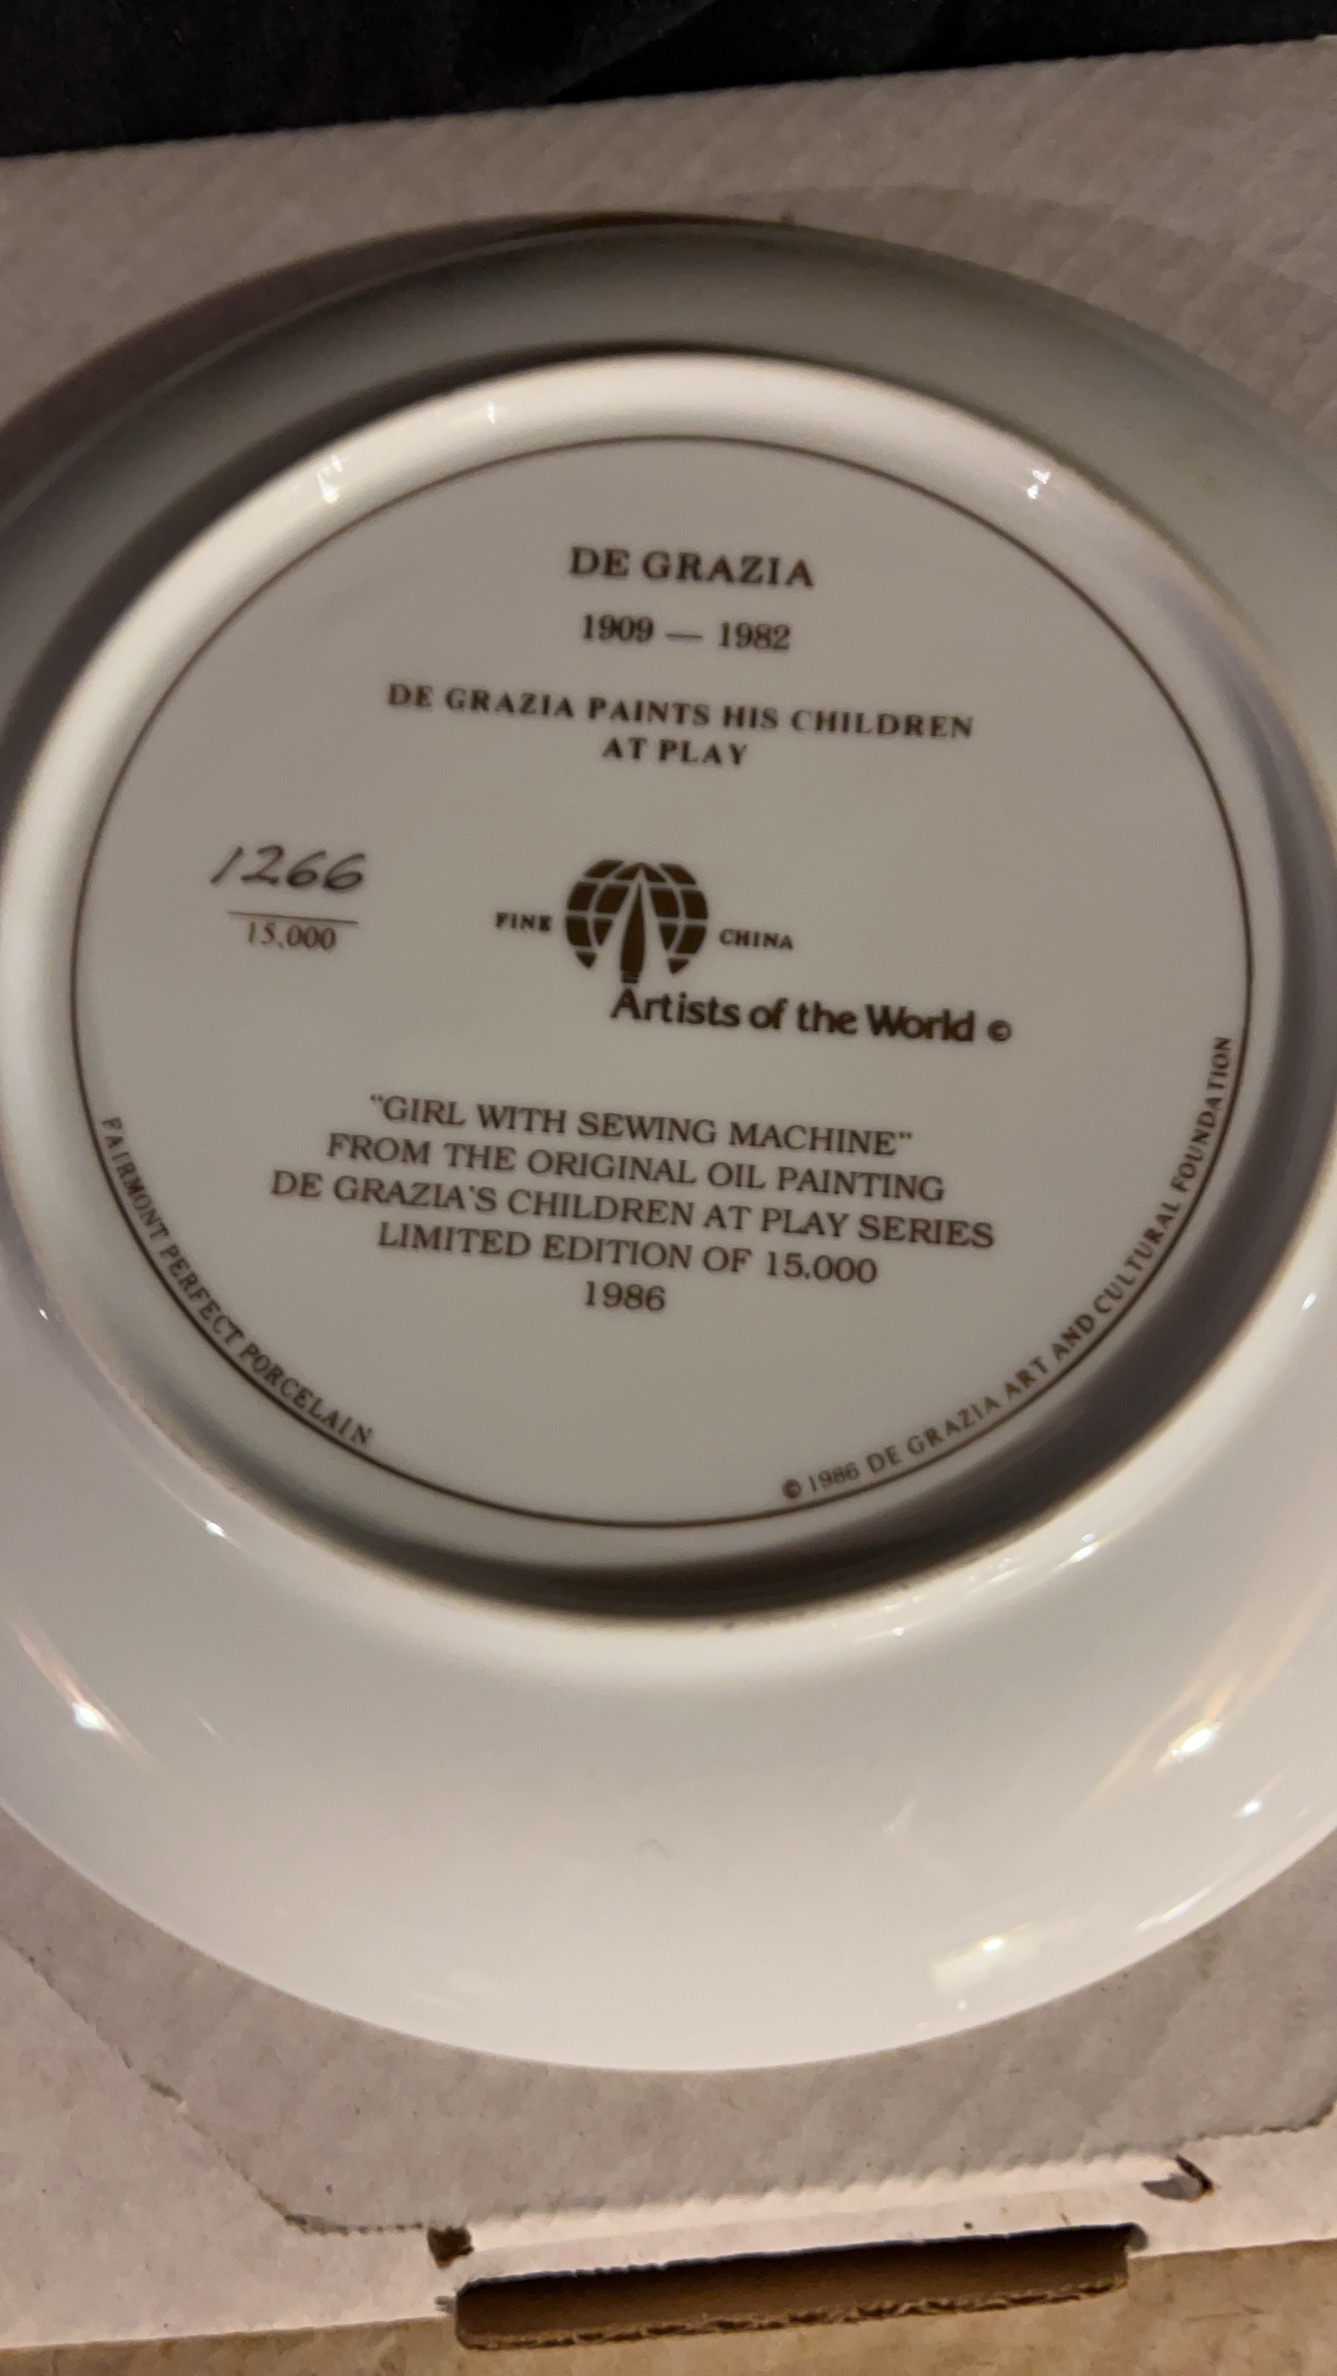 DE GRAZIA
1909 — 1982
DE GRAZIA PAINTS HIS CHILDREN
AT PLAY
1266
15,000
FINE CHINA
Artists of the World ©
"GIRL WITH SEWING MACHINE"
FROM THE ORIGINAL OIL PAINTING
DE GRAZIA'S CHILDREN AT PLAY SERIES
LIMITED EDITION OF 15,000
1986
FAIRMONT PERFECT PORCELAIN
© 1986 DE GRAZIA ART AND CULTURAL FOUNDATION